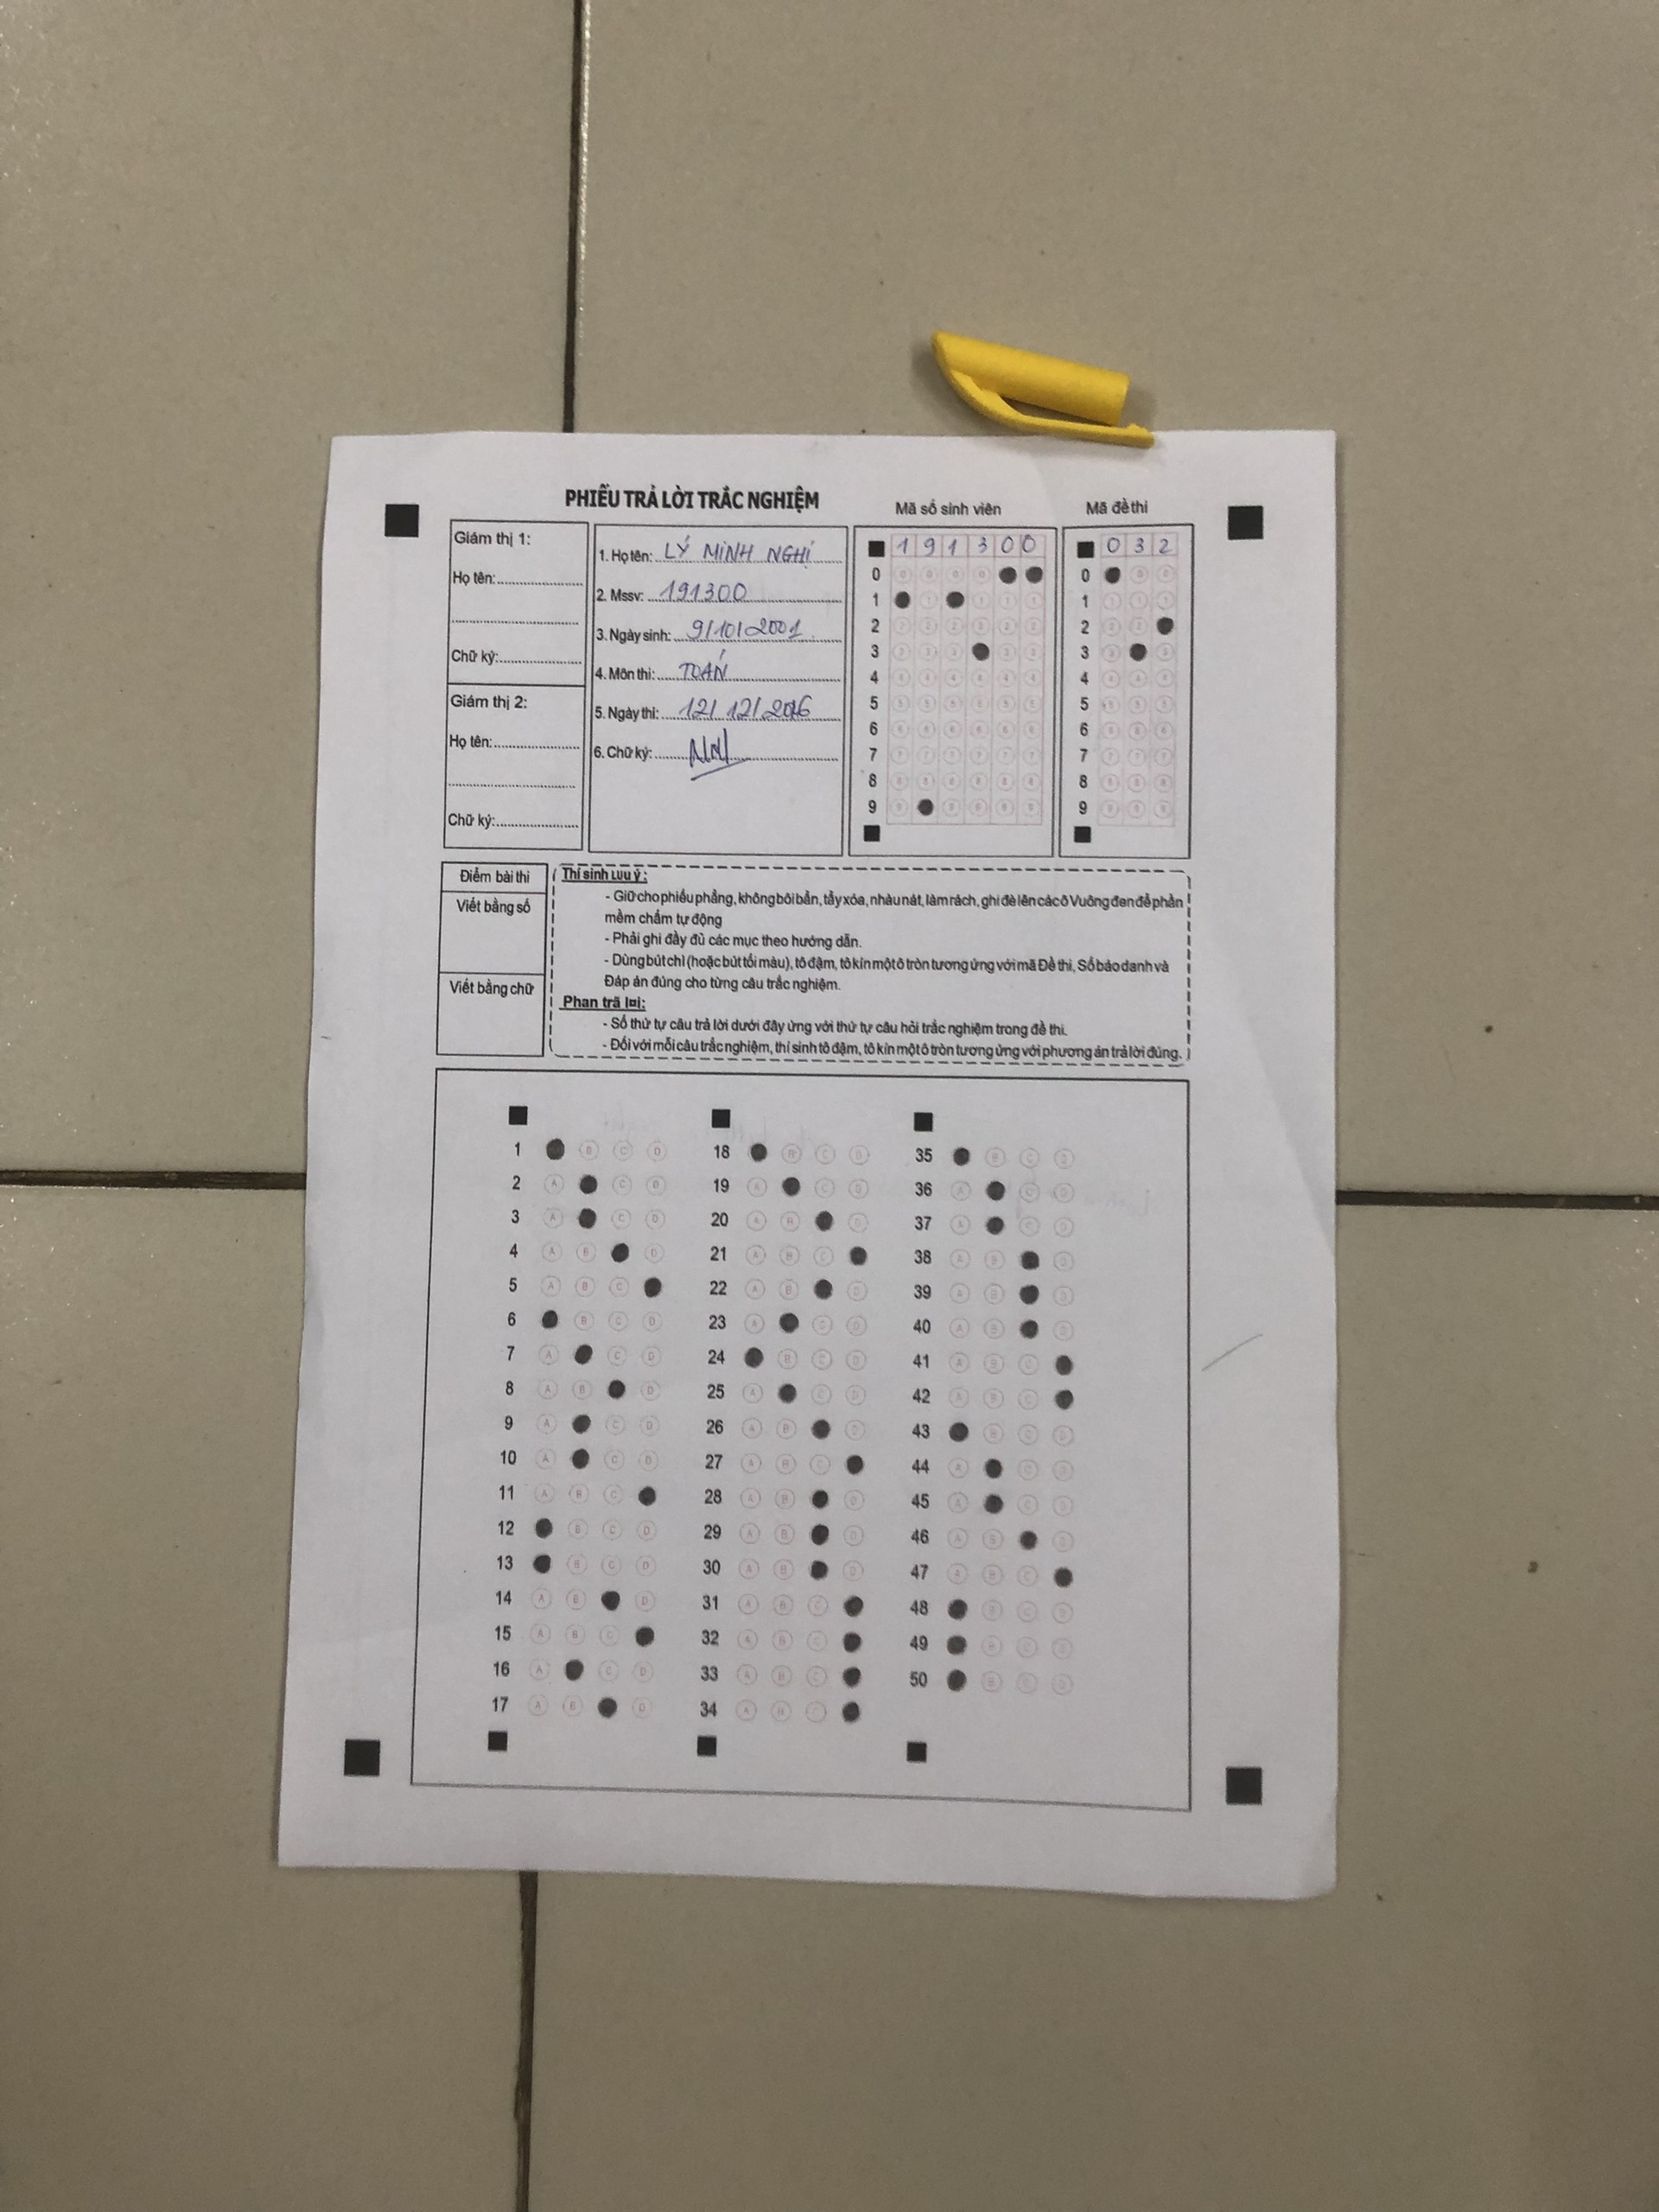 PHIẾU TRẢ LỜI TRẮC NGHIỆM
Mã số sinh viên
Mã đề thi
Giám thị 1:
Họ tên:
Chữ ký:
Giám thị 2:
Họ tên:
Chữ ký:
1. Họ tên: LÝ MINH NGHỊ
2. Mssv: 191300
3. Ngày sinh: 9/10/2001
4. Môn thi: TOÁN
5. Ngày thi: 12/12/2016
6. Chữ ký:
1 9 1 3 0 0
0 3 2
0
1
2
3
4
5
6
7
8
9
0
1
2
3
4
5
6
7
8
9
Điểm bài thi
Viết bằng số
Viết bằng chữ
Thí sinh Lưu ý:
- Giữ cho phiếu phẳng, không bôi bẩn, tẩy xóa, nhàu nát, làm rách, ghi đè lên các ô Vuông đen để phần
mềm chấm tự động
- Phải ghi đầy đủ các mục theo hướng dẫn.
- Dùng bút chì (hoặc bút tối màu), tô đậm, tô kín một ô tròn tương ứng với mã Đề thi, Số báo danh và
Đáp án đúng cho từng câu trắc nghiệm.
Phan trã lời:
- Số thứ tự câu trả lời dưới đây ứng với thứ tự câu hỏi trắc nghiệm trong đề thi.
- Đối với mỗi câu trắc nghiệm, thí sinh tô đậm, tô kín một ô tròn tương ứng với phương án trả lời đúng.
1 B C D
2 A C D
3 A C D
4 A B D
5 A B C
6 B C D
7 A C D
8 A B D
9 A C D
10 A C D
11 A B C
12 B C D
13 B C D
14 A B D
15 A B C
16 A C D
17 A B D
18 B C D
19 A C D
20 A B D
21 A B C
22 A B D
23 A C D
24 B C D
25 A C D
26 A B D
27 A B C
28 A B D
29 A B D
30 A B D
31 A B C
32 A B C
33 A B C
34 A B C
35 B C D
36 A C D
37 A C D
38 A B D
39 A B D
40 A B D
41 A B C
42 A B C
43 B C D
44 A C D
45 A C D
46 A B D
47 A B C
48 B C D
49 B C D
50 B C D